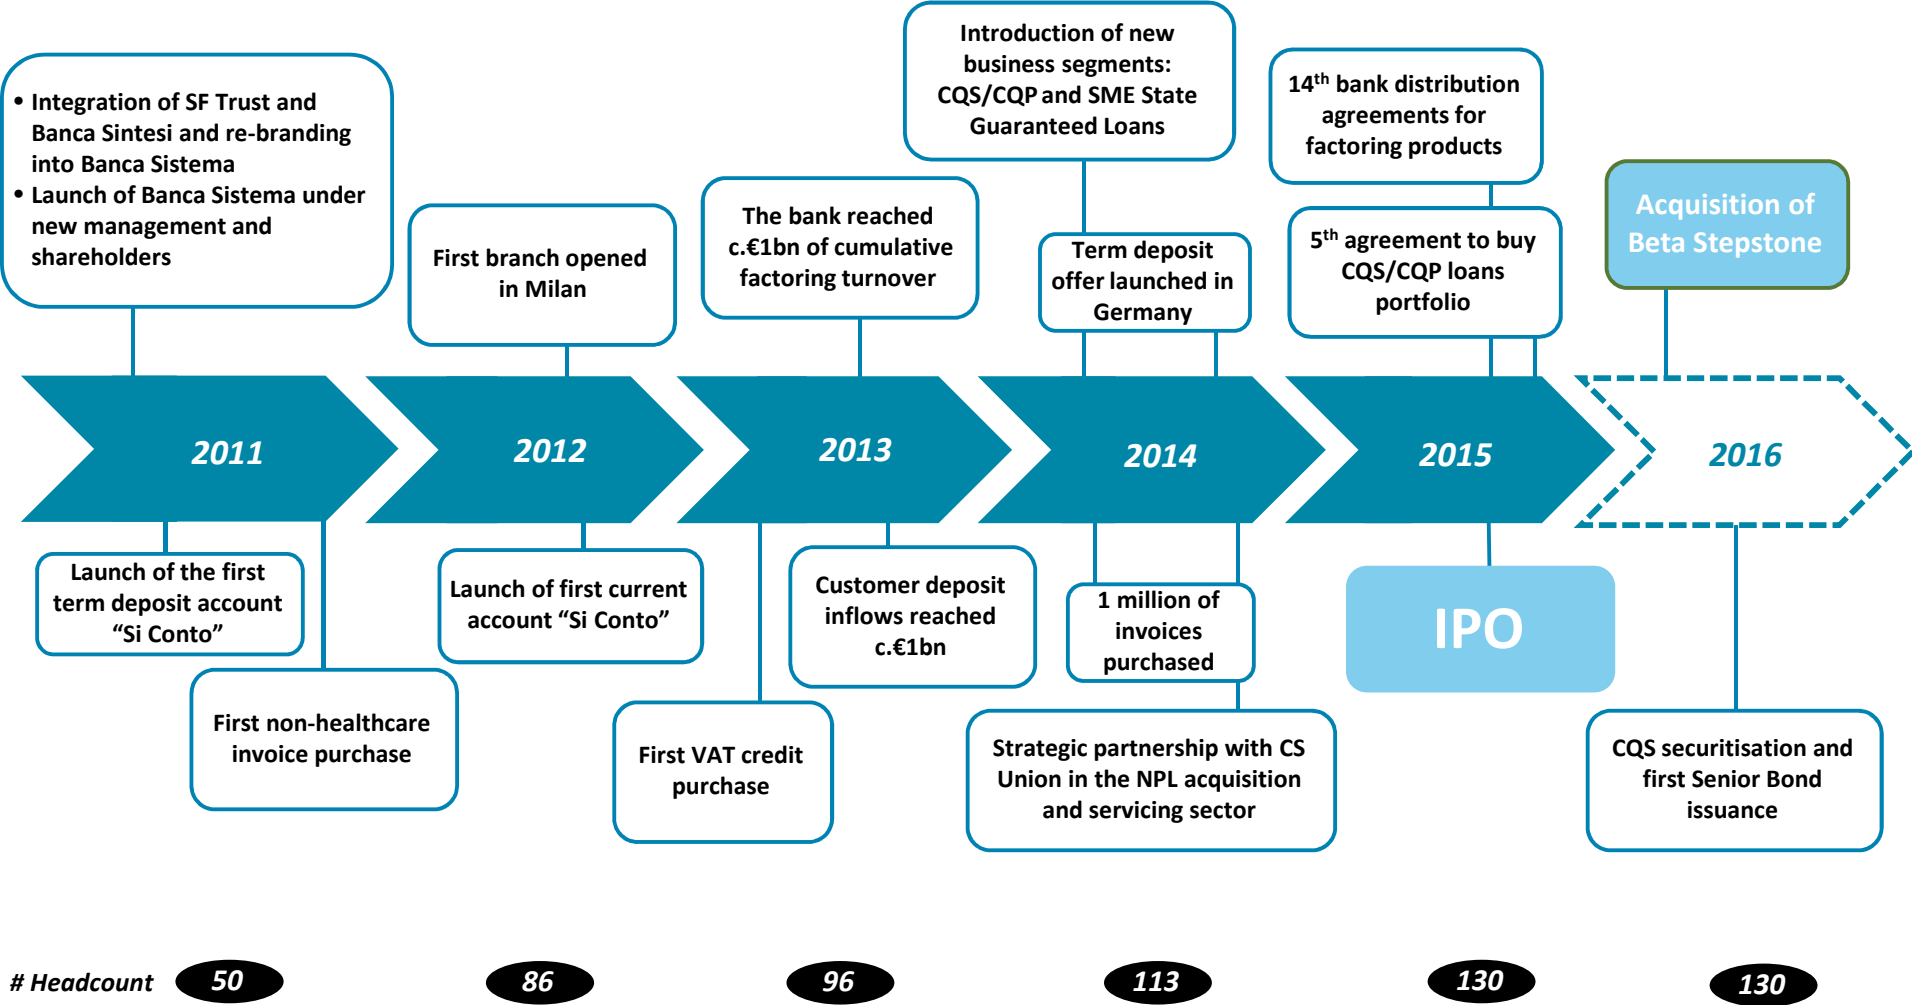 • Integration of SF Trust and
Banca Sintesi and re-branding
into Banca Sistema
• Launch of Banca Sistema under
new management and
shareholders
First branch opened
in Milan
The bank reached
c.€1bn of cumulative
factoring turnover
Introduction of new
business segments:
CQS/CQP and SME State
Guaranteed Loans
Term deposit
offer launched in
Germany
14th bank distribution
agreements for
factoring products
5th agreement to buy
CQS/CQP loans
portfolio
Acquisition of
Beta Stepstone
2011
2012
2013
2014
2015
2016
Launch of the first
term deposit account
“Si Conto”
First non-healthcare
invoice purchase
Launch of first current
account “Si Conto”
First VAT credit
purchase
Customer deposit
inflows reached
c.€1bn
1 million of
invoices
purchased
Strategic partnership with CS
Union in the NPL acquisition
and servicing sector
IPO
CQS securitisation and
first Senior Bond
issuance
# Headcount 50 86 96 113 130 130